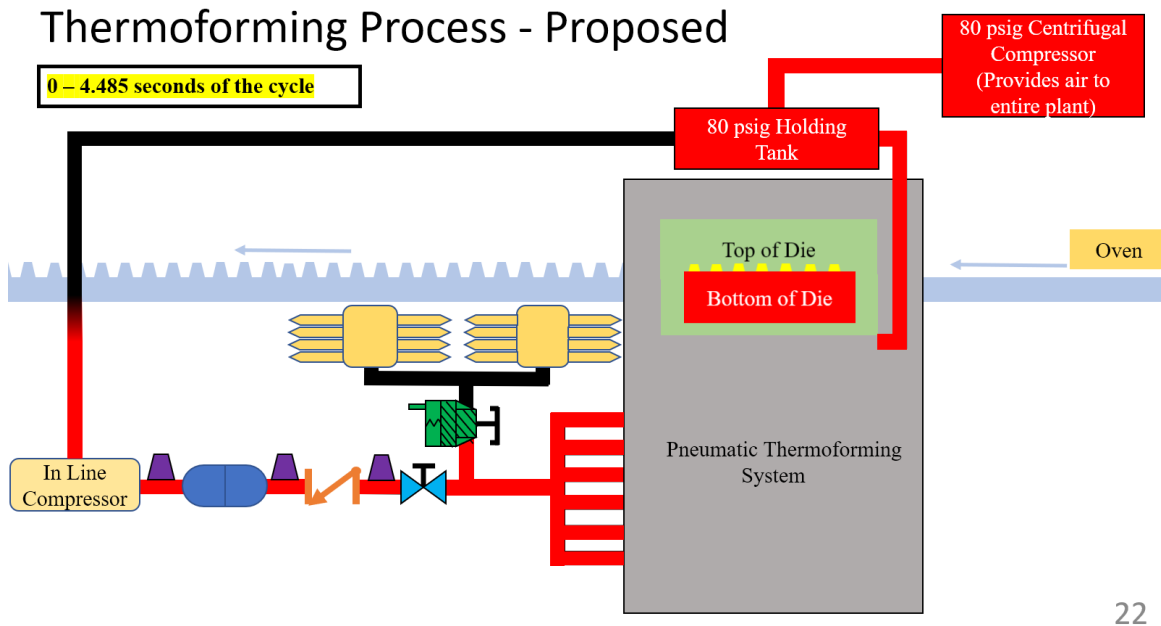 Thermoforming Process - Proposed
0 – 4.485 seconds of the cycle
80 psig Centrifugal
Compressor
(Provides air to
entire plant)
80 psig Holding
Tank
Top of Die
Oven
Bottom of Die
Pneumatic Thermoforming
System
In Line
Compressor
22